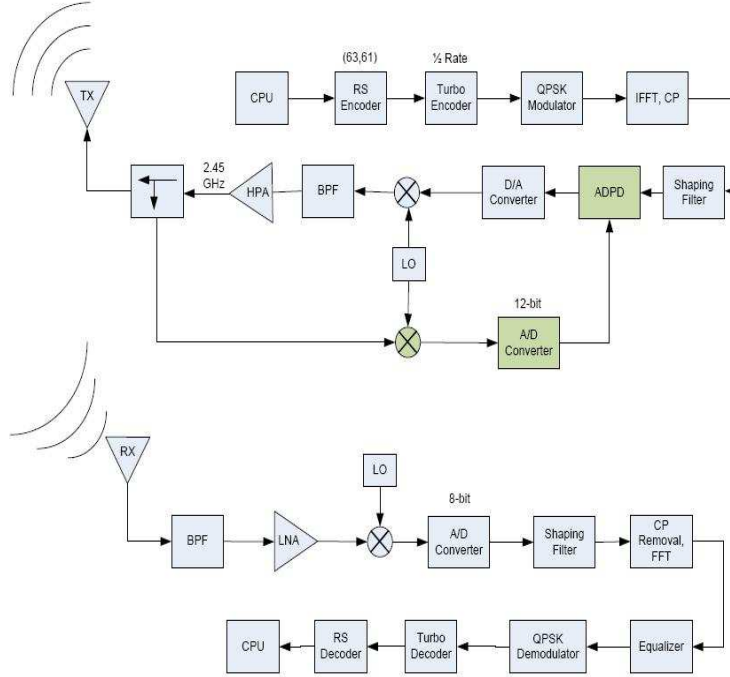 (63,61)
½ Rate
TX
CPU
RS
Encoder
Turbo
Encoder
QPSK
Modulator
IFFT, CP
2.45
GHz
HPA
BPF
D/A
Converter
ADPD
Shaping
Filter
LO
12-bit
A/D
Converter
RX
LO
8-bit
BPF
LNA
A/D
Converter
Shaping
Filter
CP
Removal,
FFT
CPU
RS
Decoder
Turbo
Decoder
QPSK
Demodulator
Equalizer